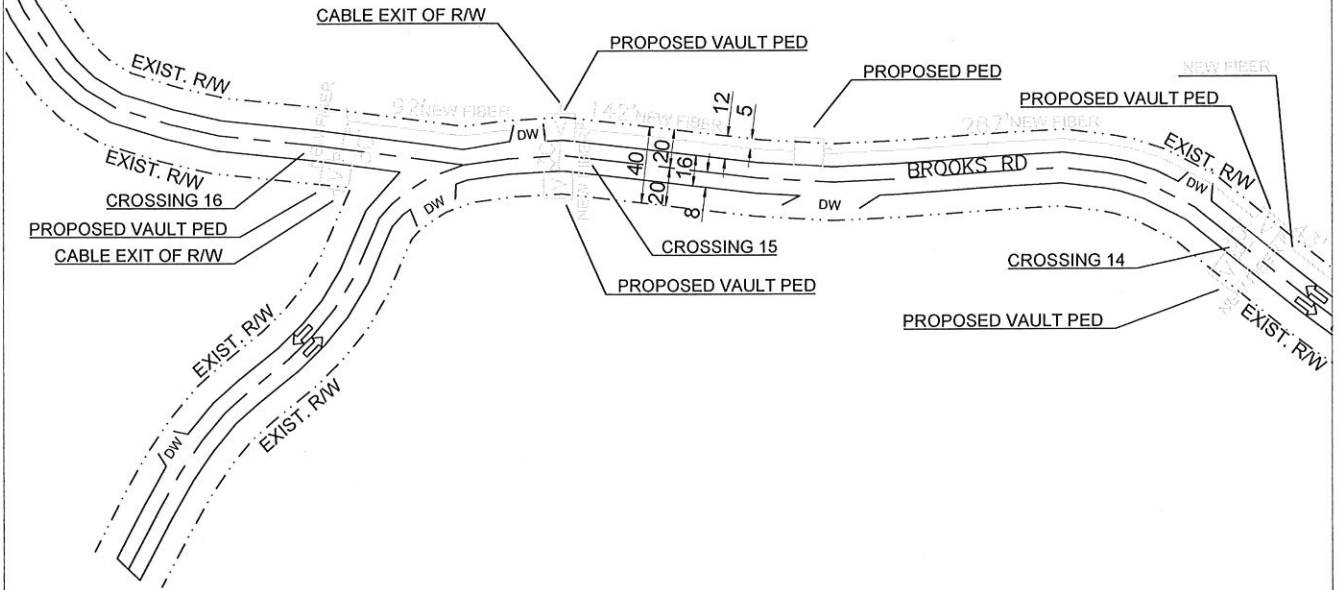 CABLE EXIT OF R/W
PROPOSED VAULT PED
EXIST. R/W
PROPOSED PED
NEW FIBER
PROPOSED VAULT PED
92' NEW FIBER
142' NEW FIBER
12
5
287' NEW FIBER
EXIST. R/W
DW
40
20
16
20
8
BROOKS RD
EXIST. R/W
DW
CROSSING 16
DW
DW
PROPOSED VAULT PED
CABLE EXIT OF R/W
CROSSING 15
CROSSING 14
PROPOSED VAULT PED
PROPOSED VAULT PED
EXIST. R/W
EXIST. R/W
EXIST. R/W
DW